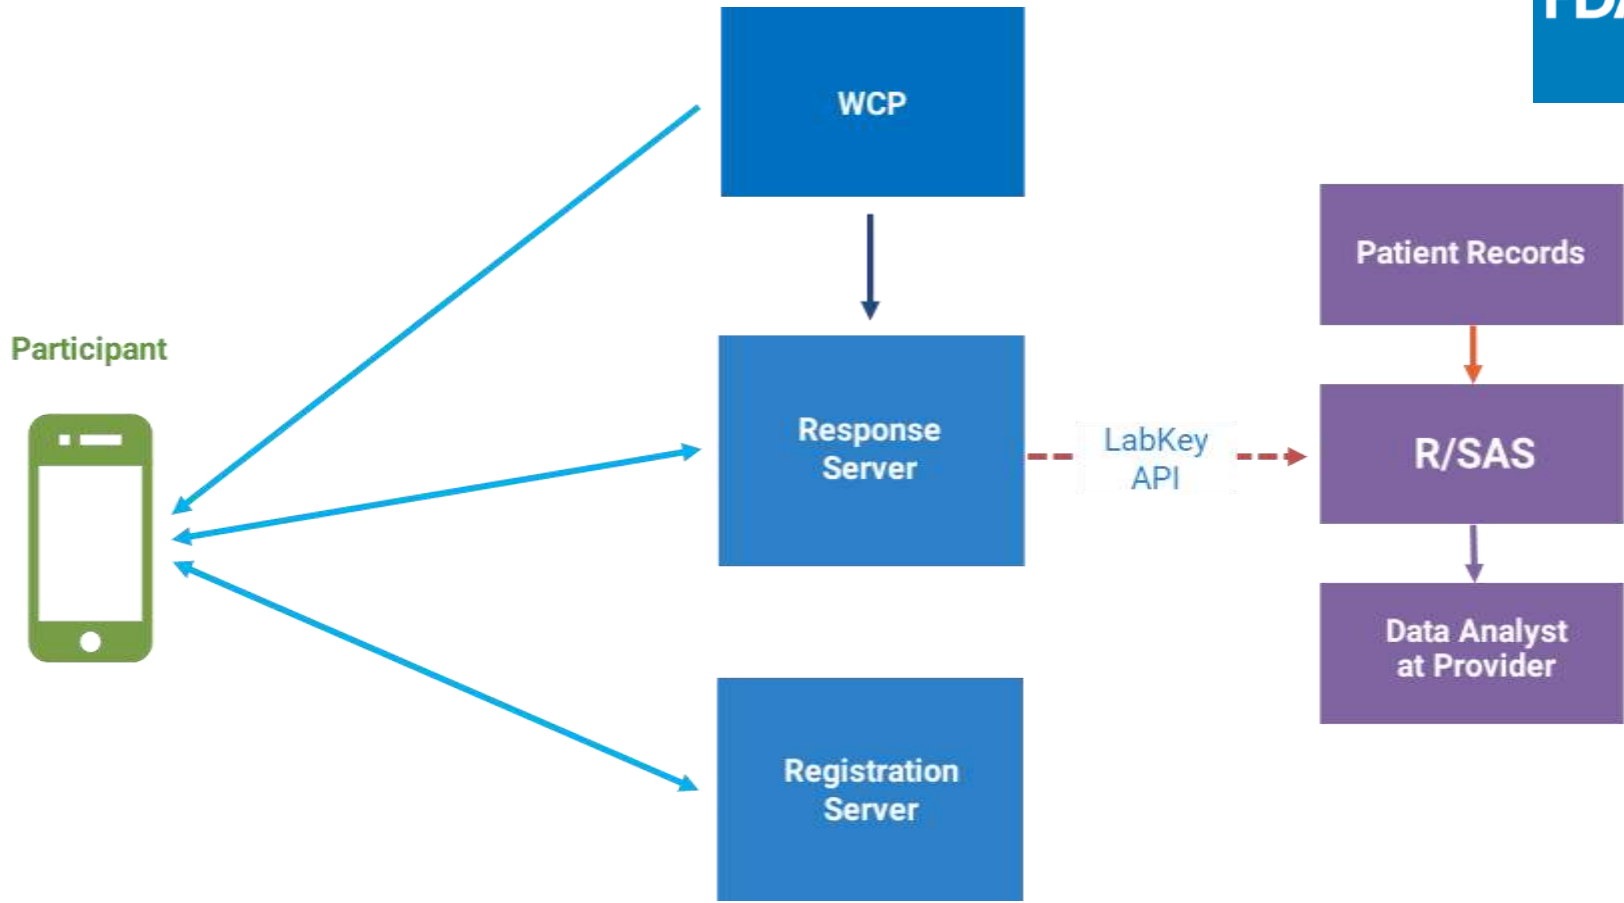 WCP
Patient Records
Participant
Response
Server
LabKey
API
R/SAS
Data Analyst
at Provider
Registration
Server